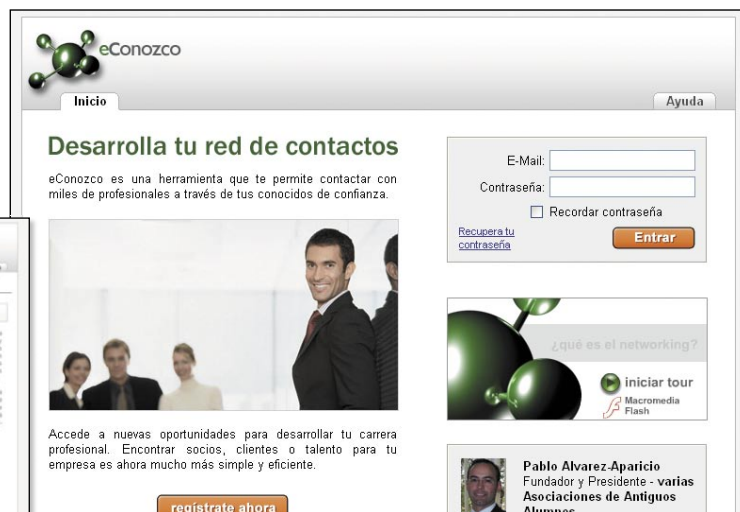 eConozco
Inicio
Ayuda
Desarrolla tu red de contactos
eConozco es una herramienta que te permite contactar con
miles de profesionales a través de tus conocidos de confianza.
Accede a nuevas oportunidades para desarrollar tu carrera
profesional. Encontrar socios, clientes o talento para tu
empresa es ahora mucho más simple y eficiente.
regístrate ahora
E-Mail:
Contraseña:
Recordar contraseña
Recupera tu
contraseña
Entrar
¿qué es el networking?
iniciar tour
Macromedia
Flash
Pablo Alvarez-Aparicio
Fundador y Presidente - varias
Asociaciones de Antiguos
Alumnos